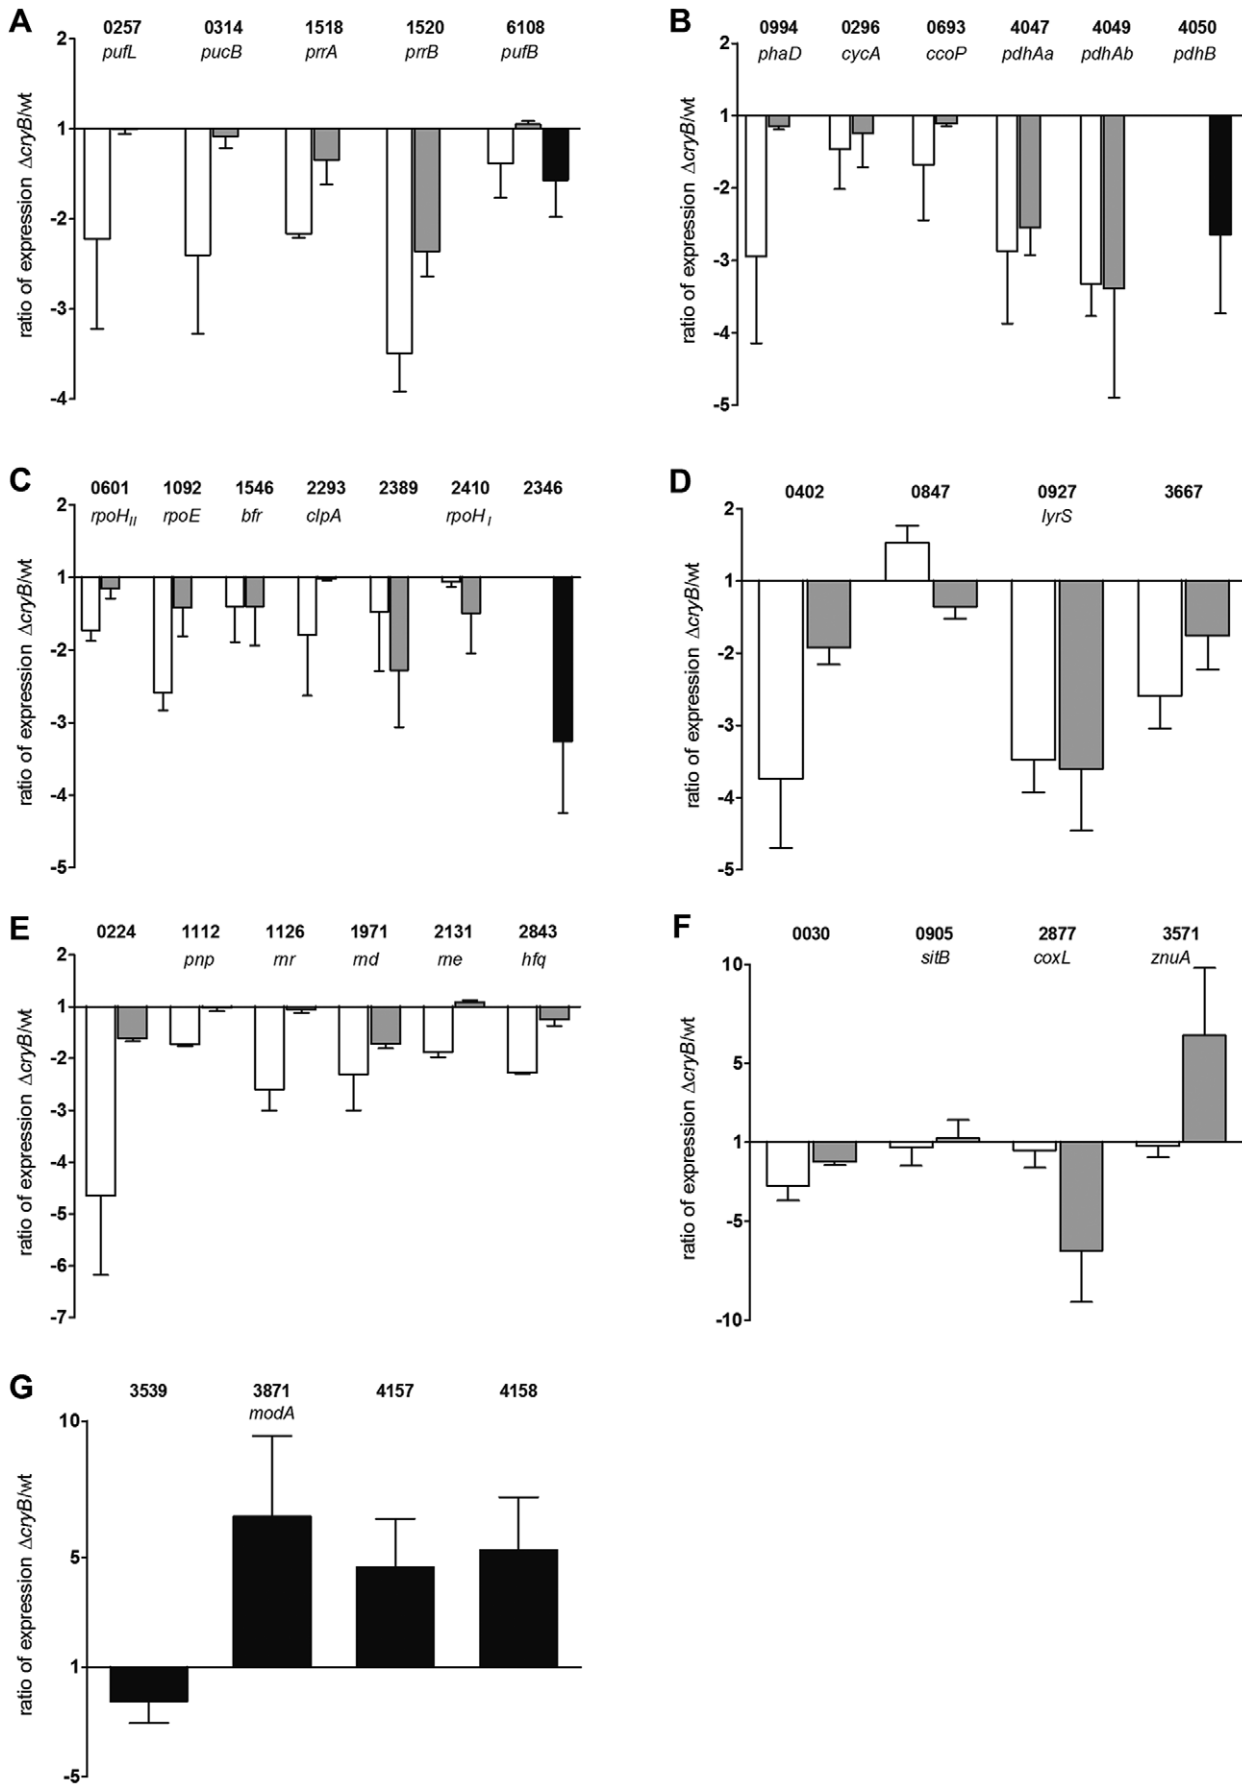 A
0257 0314 1518 1520 6108
pufL pucB prrA prrB pufB
2
1
-2
-3
-4
ratio of expression ΔcryB/wt
B
0994 0296 0693 4047 4049 4050
phaD cycA ccoP pdhAa pdhAb pdhB
2
1
-2
-3
-4
-5
ratio of expression ΔcryB/wt
C
0601 1092 1546 2293 2389 2410 2346
rpoHII rpoE bfr clpA rpoHI
2
1
-2
-3
-4
-5
ratio of expression ΔcryB/wt
D
0402 0847 0927 3667
lyrS
2
1
-2
-3
-4
-5
ratio of expression ΔcryB/wt
E
0224 1112 1126 1971 2131 2843
pnp rnr rnd rne hfq
2
1
-2
-3
-4
-5
-6
-7
ratio of expression ΔcryB/wt
F
0030 0905 2877 3571
sitB coxL znuA
10
5
1
-5
-10
ratio of expression ΔcryB/wt
G
3539 3871 4157 4158
modA
10
5
1
-5
ratio of expression ΔcryB/wt